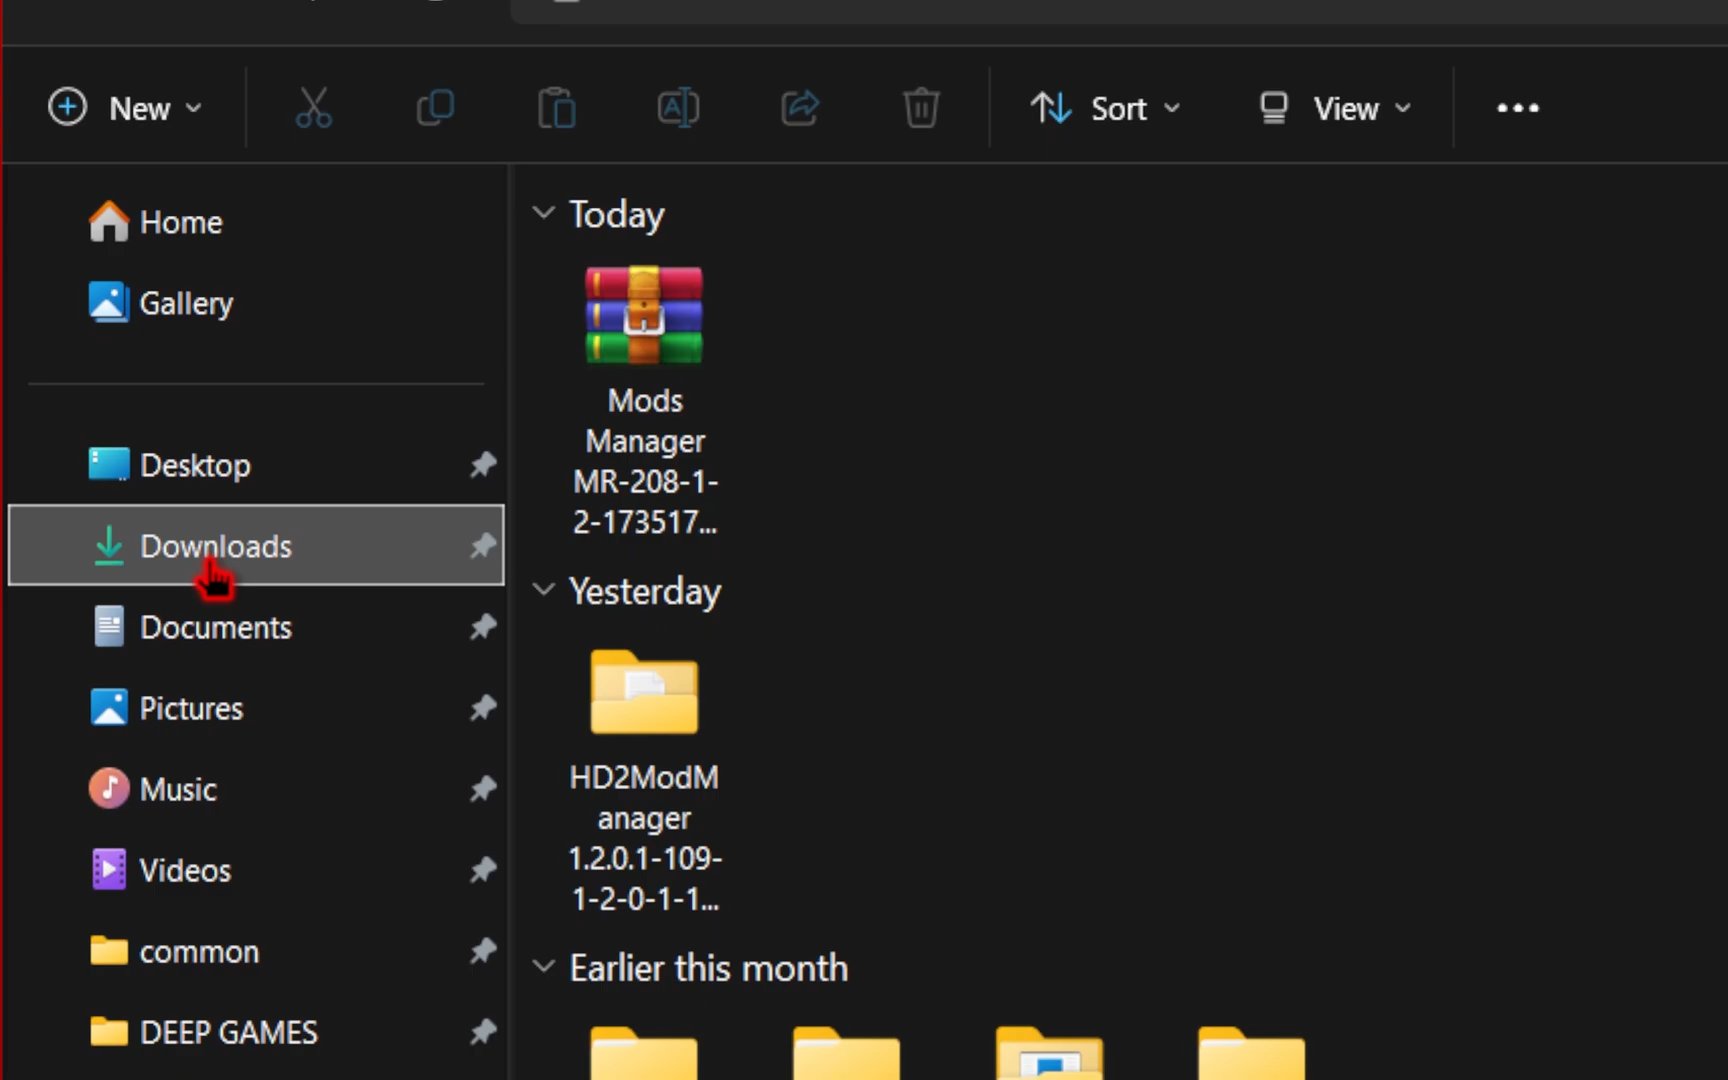 New
Sort
View
Home
Gallery
Desktop
Downloads
Documents
Pictures
Music
Videos
common
DEEP GAMES
Today
Mods
Manager
MR-208-1-
2-173517...
Yesterday
HD2ModM
anager
1.2.0.1-109-
1-2-0-1-1...
Earlier this month